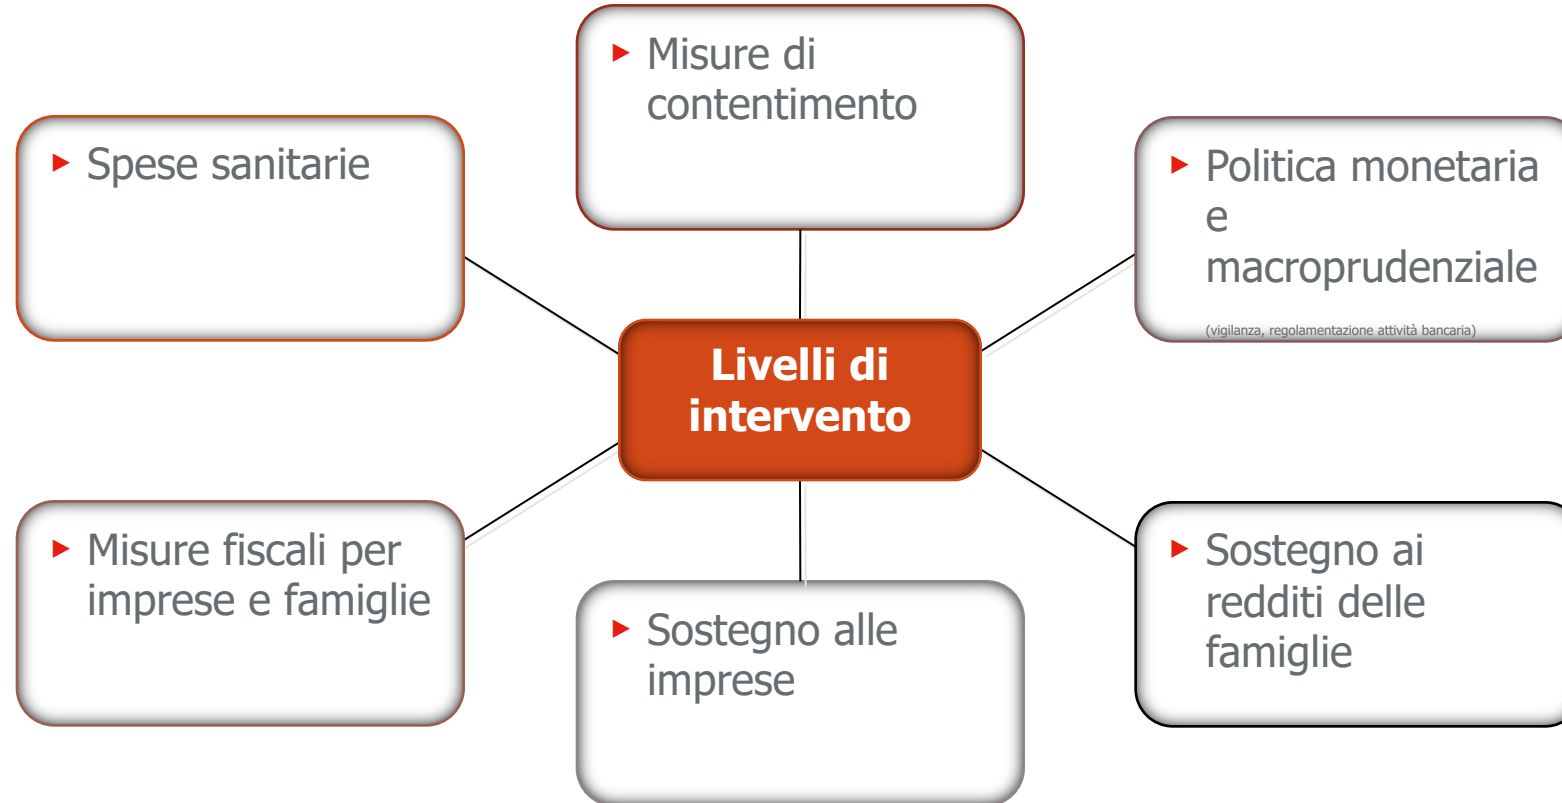 Misure di
contentimento
Spese sanitarie
Politica monetaria
e
macroprudenziale
(vigilanza, regolamentazione attività bancaria)
Livelli di
intervento
Misure fiscali per
imprese e famiglie
Sostegno alle
imprese
Sostegno ai
redditi delle
famiglie